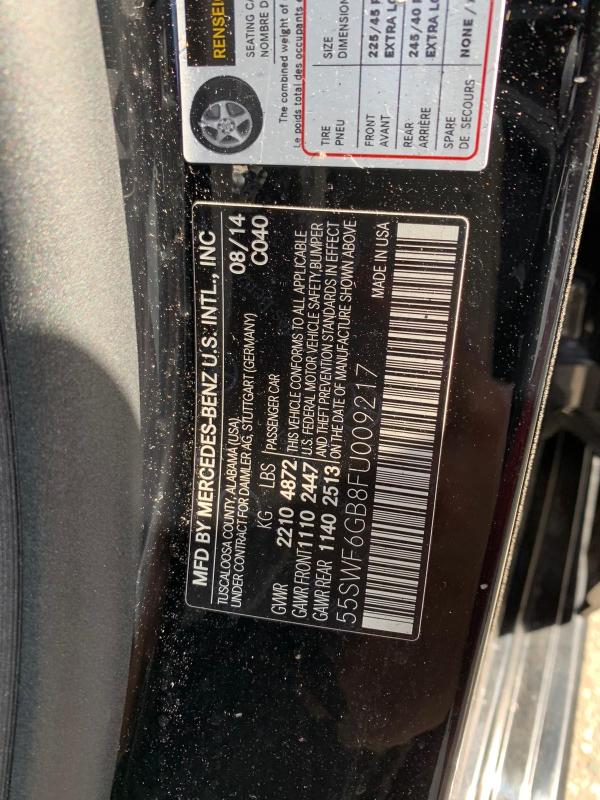 RENSEI
SEATING CA
NOMBRE D
The combined weight of
Le poids total des occupants e
TIRE
PNEU
SIZE
DIMENSION
FRONT
AVANT
225/45
EXTRA LO
REAR
ARRIÈRE
245/40
EXTRA LO
SPARE
DE SECOURS
NONE /
MFD BY MERCEDES-BENZ U.S. INTL., INC
TUSCALOOSA COUNTY, ALABAMA (USA)
UNDER CONTRACT FOR DAIMLER AG, STUTTGART (GERMANY)
08/14
C040
KG LBS PASSENGER CAR
GVWR 2210 4872 THIS VEHICLE CONFORMS TO ALL APPLICABLE
GAWR FRONT 1110 2447 U.S. FEDERAL MOTOR VEHICLE SAFETY, BUMPER
GAWR REAR 1140 2513 AND THEFT PREVENTION STANDARDS IN EFFECT
ON THE DATE OF MANUFACTURE SHOWN ABOVE
55SWF6GB8FU009217
MADE IN USA